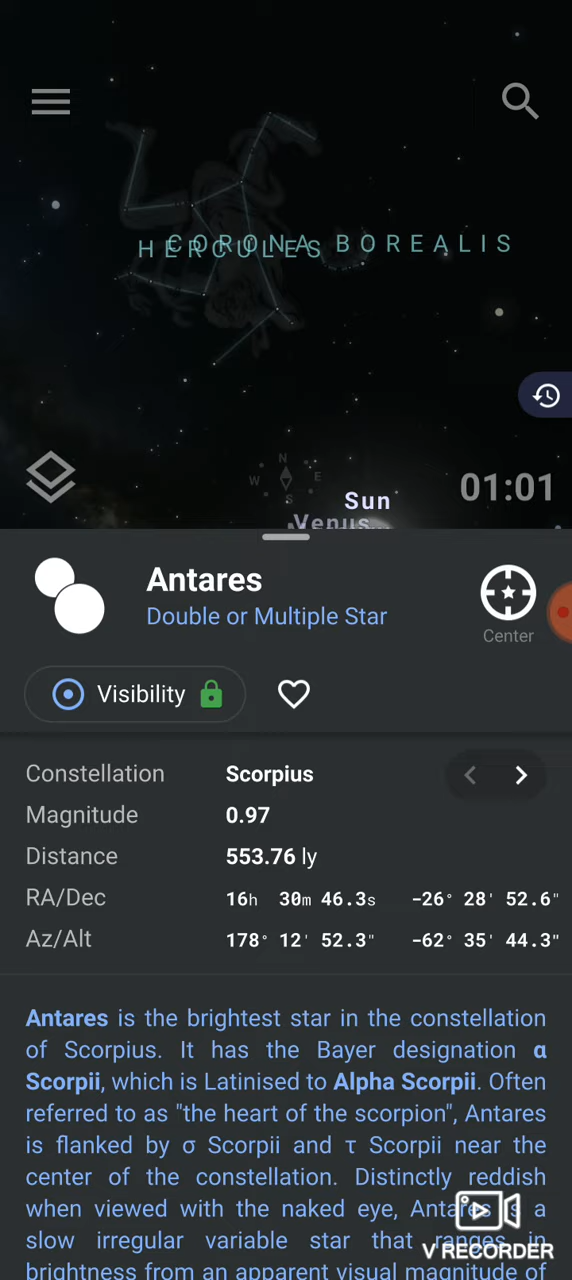 HERCULES
CORONA BOREALIS
N
W E
S
01:01
Sun
Venus
Antares
Double or Multiple Star
Center
Visibility
Constellation Scorpius
Magnitude 0.97
Distance 553.76 ly
RA/Dec 16h 30m 46.3s -26° 28' 52.6"
Az/Alt 178° 12' 52.3" -62° 35' 44.3"
Antares is the brightest star in the constellation
of Scorpius. It has the Bayer designation α
Scorpii, which is Latinised to Alpha Scorpii. Often
referred to as "the heart of the scorpion", Antares
is flanked by σ Scorpii and τ Scorpii near the
center of the constellation. Distinctly reddish
when viewed with the naked eye, Antares is a
slow irregular variable star that ranges in
brightness from an apparent visual magnitude of
V RECORDER